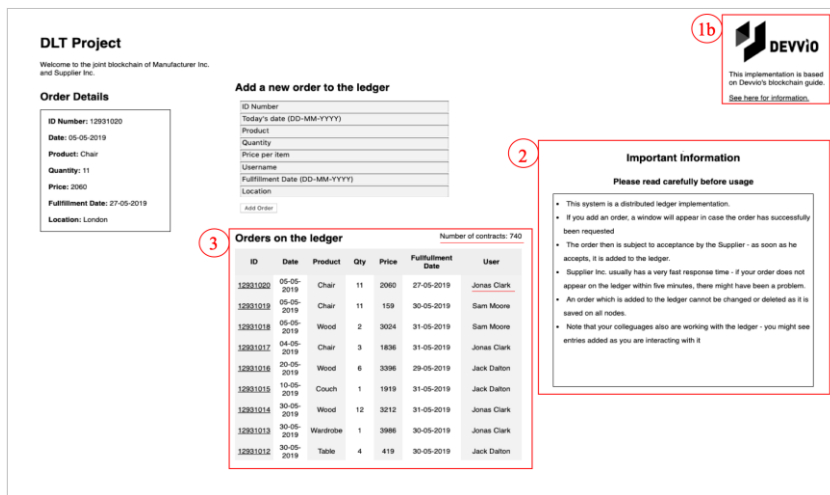 DLT Project
Welcome to the joint blockchain of Manufacturer Inc.
and Supplier Inc.
Order Details
ID Number: 12931020
Date: 05-05-2019
Product: Chair
Quantity: 11
Price: 2060
Fullfillment Date: 27-05-2019
Location: London
Add a new order to the ledger
ID Number
Today's date (DD-MM-YYYY)
Product
Quantity
Price per item
Username
Fullfillment Date (DD-MM-YYYY)
Location
Add Order
3
Orders on the ledger
Number of contracts: 740
ID Date Product Qty Price Fullfullment Date User
12931020 05-05-2019 Chair 11 2060 27-05-2019 Jonas Clark
12931019 05-05-2019 Chair 11 159 30-05-2019 Sam Moore
12931018 05-05-2019 Wood 2 3024 31-05-2019 Sam Moore
12931017 04-05-2019 Chair 3 1836 31-05-2019 Jonas Clark
12931016 20-05-2019 Wood 6 3396 29-05-2019 Jack Dalton
12931015 10-05-2019 Couch 1 1919 31-05-2019 Jack Dalton
12931014 30-05-2019 Wood 12 3212 31-05-2019 Jonas Clark
12931013 30-05-2019 Wardrobe 1 3986 30-05-2019 Jonas Clark
12931012 30-05-2019 Table 4 419 30-05-2019 Jack Dalton
1b
DEVViO
This implementation is based
on Devvio's blockchain guide.
See here for information.
2
Important Information
Please read carefully before usage
• This system is a distributed ledger implementation.
• If you add an order, a window will appear in case the order has successfully
been requested
• The order then is subject to acceptance by the Supplier - as soon as he
accepts, it is added to the ledger.
• Supplier Inc. usually has a very fast response time - if your order does not
appear on the ledger within five minutes, there might have been a problem.
• An order which is added to the ledger cannot be changed or deleted as it is
saved on all nodes.
• Note that your collegugues also are working with the ledger - you might see
entries added as you are interacting with it